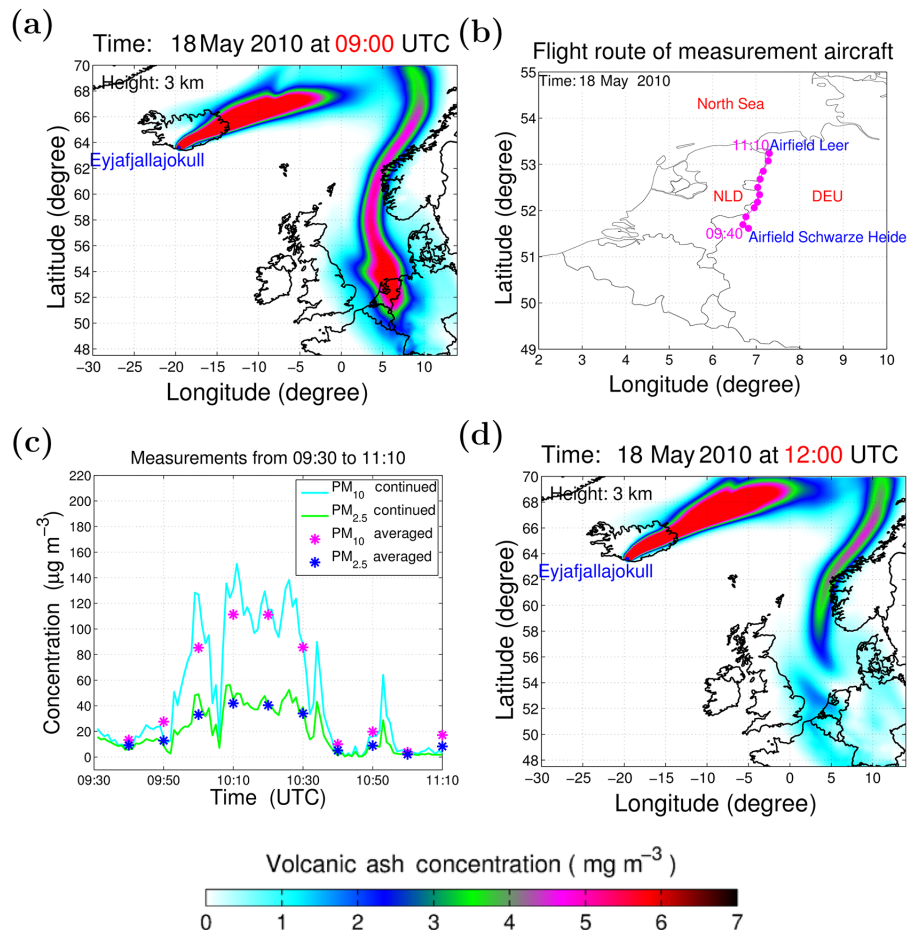 (a)
Time: 18 May 2010 at 09:00 UTC
Height: 3 km
Eyjafjallajokull
70
68
66
64
62
60
58
56
54
52
50
48
Latitude (degree)
−30 −25 −20 −15 −10 −5 0 5 10
Longitude (degree)
(b)
Flight route of measurement aircraft
Time: 18 May 2010
North Sea
11:10 Airfield Leer
NLD DEU
09:40 Airfield Schwarze Heide
55
54
53
52
51
50
49
Latitude (degree)
2 3 4 5 6 7 8 9 10
Longitude (degree)
(c)
Measurements from 09:30 to 11:10
PM10 continued
PM2.5 continued
PM10 averaged
PM2.5 averaged
220
200
180
160
140
120
100
80
60
40
20
0
Concentration (µg m−3)
09:30 09:50 10:10 10:30 10:50 11:10
Time (UTC)
(d)
Time: 18 May 2010 at 12:00 UTC
Height: 3 km
Eyjafjallajokull
70
68
66
64
62
60
58
56
54
52
50
48
Latitude (degree)
−30 −25 −20 −15 −10 −5 0 5 10
Longitude (degree)
Volcanic ash concentration ( mg m−3 )
0 1 2 3 4 5 6 7